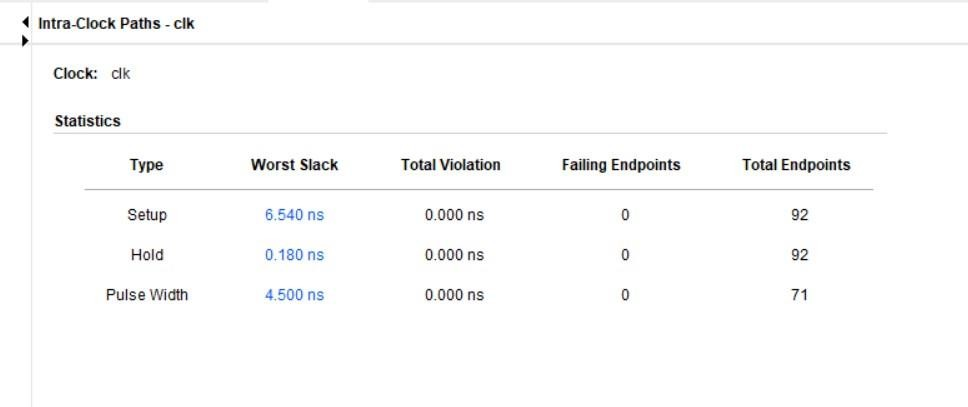 Intra-Clock Paths - clk
Clock: clk
Statistics
Type Worst Slack Total Violation Failing Endpoints Total Endpoints
Setup 6.540 ns 0.000 ns 0 92
Hold 0.180 ns 0.000 ns 0 92
Pulse Width 4.500 ns 0.000 ns 0 71